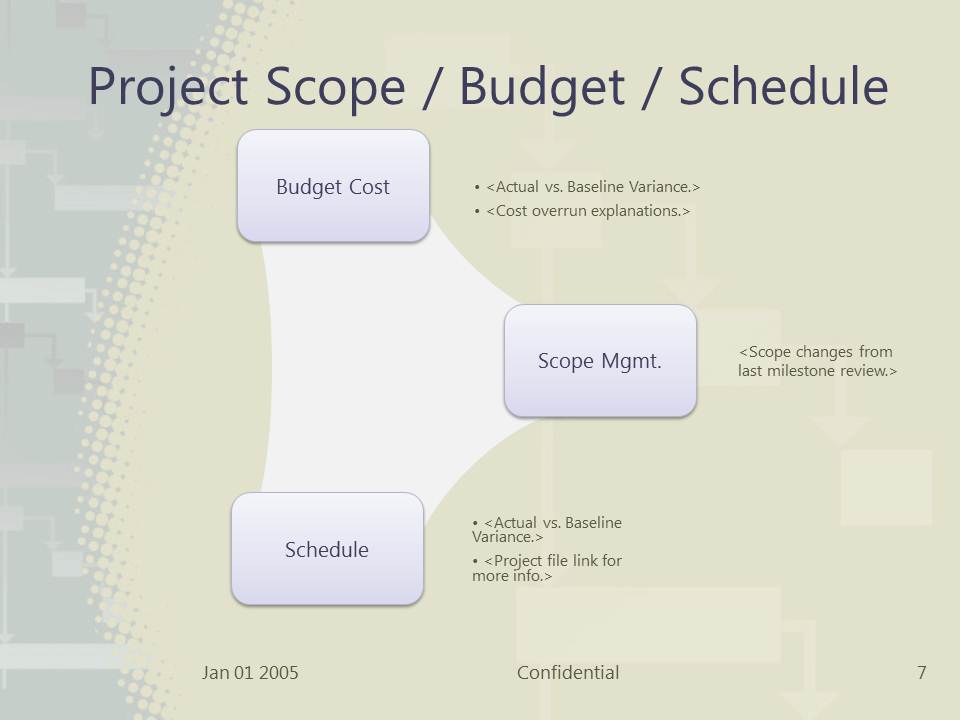 Project Scope / Budget / Schedule
Budget Cost
• <Actual vs. Baseline Variance.>
• <Cost overrun explanations.>
Scope Mgmt.
<Scope changes from
last milestone review.>
Schedule
• <Actual vs. Baseline
Variance.>
• <Project file link for
more info.>
Jan 01 2005
Confidential
7